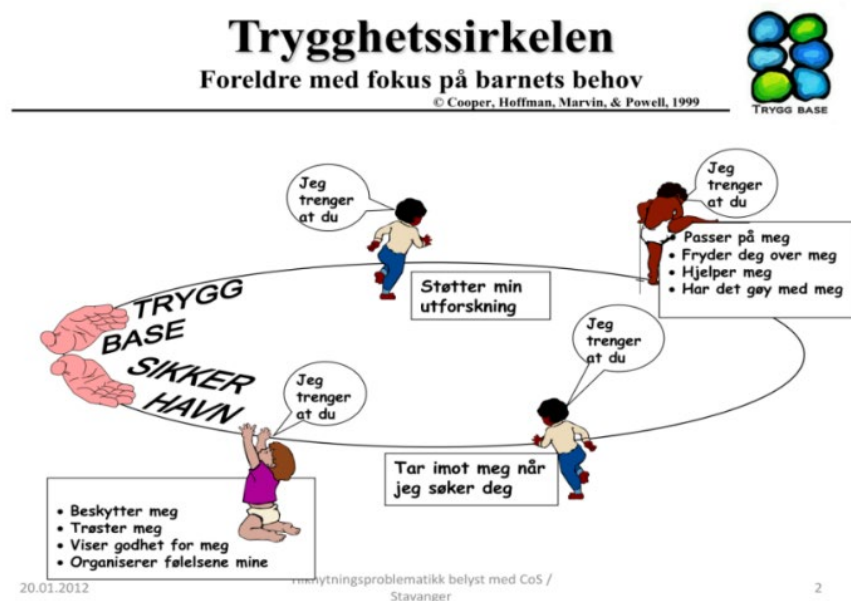 Trygghetssirkelen
Foreldre med fokus på barnets behov
© Cooper, Hoffman, Marvin, & Powell, 1999
TRYGG BASE
Jeg
trenger
at du
Støtter min
utforskning
Jeg
trenger
at du
• Passer på meg
• Fryder deg over meg
• Hjelper meg
• Har det gøy med meg
TRYGG
BASE
SIKKER
HAVN
Jeg
trenger
at du
Tar imot meg når
jeg søker deg
Jeg
trenger
at du
• Beskytter meg
• Trøster meg
• Viser godhet for meg
• Organiserer følelsene mine
20.01.2012
belyst med CoS /
Stavanger
2